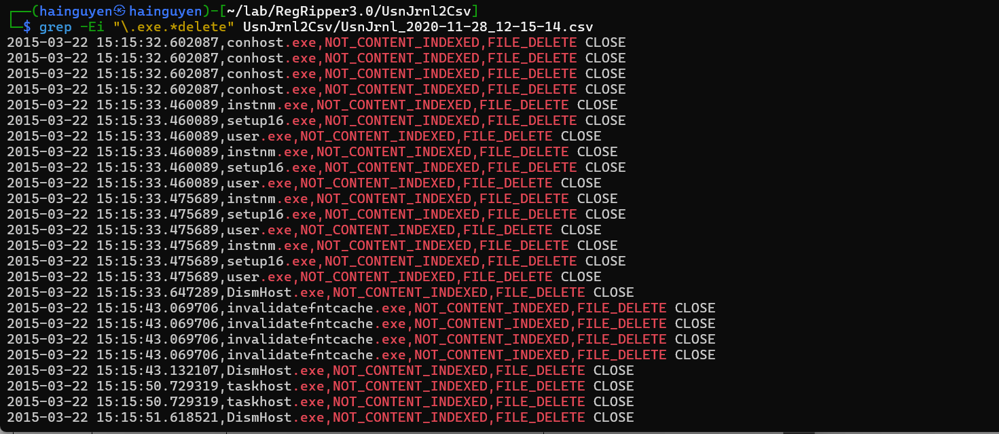 ┌──(hainguyen㉿hainguyen)-[~/lab/RegRipper3.0/UsnJrnl2Csv]
└─$ grep -Ei "\.exe.*delete" UsnJrnl2Csv/UsnJrnl_2020-11-28_12-15-14.csv
2015-03-22 15:15:32.602087,conhost.exe,NOT_CONTENT_INDEXED,FILE_DELETE CLOSE
2015-03-22 15:15:32.602087,conhost.exe,NOT_CONTENT_INDEXED,FILE_DELETE CLOSE
2015-03-22 15:15:32.602087,conhost.exe,NOT_CONTENT_INDEXED,FILE_DELETE CLOSE
2015-03-22 15:15:32.602087,conhost.exe,NOT_CONTENT_INDEXED,FILE_DELETE CLOSE
2015-03-22 15:15:33.460089,instnm.exe,NOT_CONTENT_INDEXED,FILE_DELETE CLOSE
2015-03-22 15:15:33.460089,setup16.exe,NOT_CONTENT_INDEXED,FILE_DELETE CLOSE
2015-03-22 15:15:33.460089,user.exe,NOT_CONTENT_INDEXED,FILE_DELETE CLOSE
2015-03-22 15:15:33.460089,instnm.exe,NOT_CONTENT_INDEXED,FILE_DELETE CLOSE
2015-03-22 15:15:33.460089,setup16.exe,NOT_CONTENT_INDEXED,FILE_DELETE CLOSE
2015-03-22 15:15:33.460089,user.exe,NOT_CONTENT_INDEXED,FILE_DELETE CLOSE
2015-03-22 15:15:33.475689,instnm.exe,NOT_CONTENT_INDEXED,FILE_DELETE CLOSE
2015-03-22 15:15:33.475689,setup16.exe,NOT_CONTENT_INDEXED,FILE_DELETE CLOSE
2015-03-22 15:15:33.475689,user.exe,NOT_CONTENT_INDEXED,FILE_DELETE CLOSE
2015-03-22 15:15:33.475689,instnm.exe,NOT_CONTENT_INDEXED,FILE_DELETE CLOSE
2015-03-22 15:15:33.475689,setup16.exe,NOT_CONTENT_INDEXED,FILE_DELETE CLOSE
2015-03-22 15:15:33.475689,user.exe,NOT_CONTENT_INDEXED,FILE_DELETE CLOSE
2015-03-22 15:15:33.647289,DismHost.exe,NOT_CONTENT_INDEXED,FILE_DELETE CLOSE
2015-03-22 15:15:43.069706,invalidatefntcache.exe,NOT_CONTENT_INDEXED,FILE_DELETE CLOSE
2015-03-22 15:15:43.069706,invalidatefntcache.exe,NOT_CONTENT_INDEXED,FILE_DELETE CLOSE
2015-03-22 15:15:43.069706,invalidatefntcache.exe,NOT_CONTENT_INDEXED,FILE_DELETE CLOSE
2015-03-22 15:15:43.069706,invalidatefntcache.exe,NOT_CONTENT_INDEXED,FILE_DELETE CLOSE
2015-03-22 15:15:43.132107,DismHost.exe,NOT_CONTENT_INDEXED,FILE_DELETE CLOSE
2015-03-22 15:15:50.729319,taskhost.exe,NOT_CONTENT_INDEXED,FILE_DELETE CLOSE
2015-03-22 15:15:50.729319,taskhost.exe,NOT_CONTENT_INDEXED,FILE_DELETE CLOSE
2015-03-22 15:15:51.618521,DismHost.exe,NOT_CONTENT_INDEXED,FILE_DELETE CLOSE